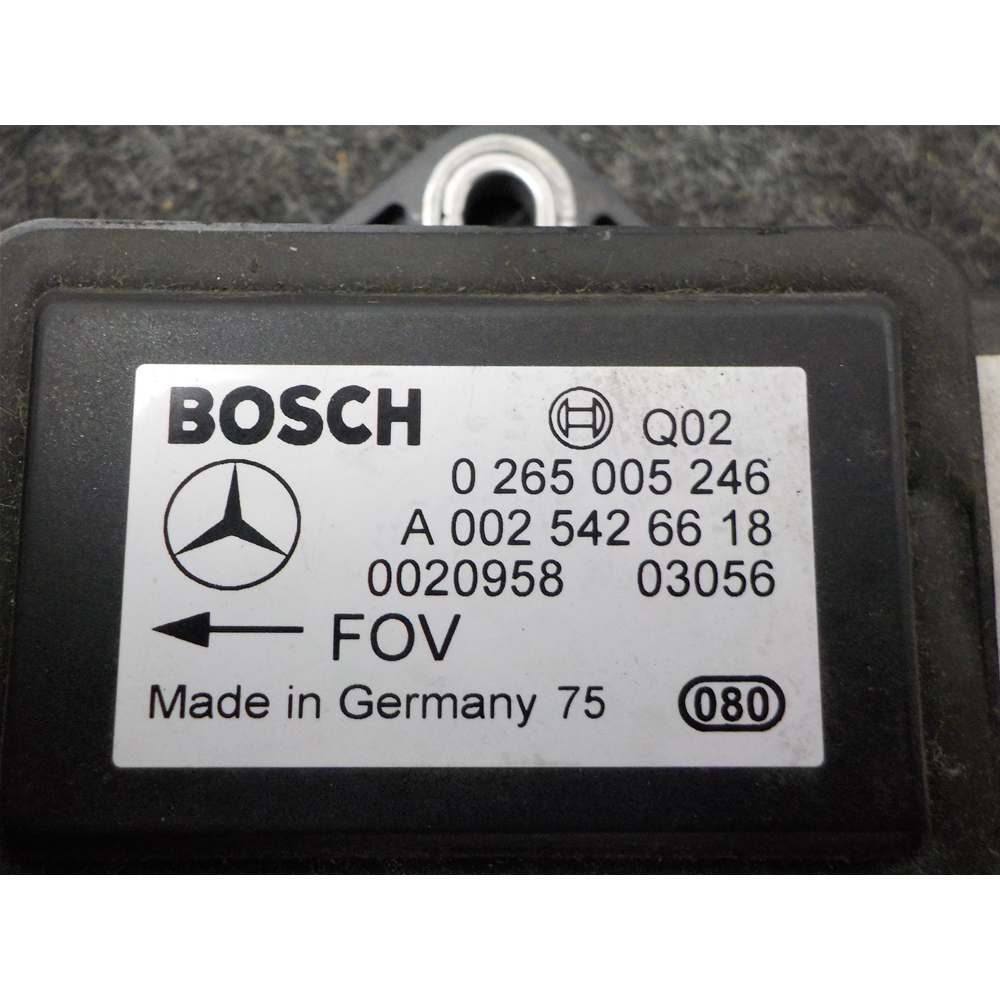 BOSCH Q02
0 265 005 246
A 002 542 66 18
0020958 03056
FOV
Made in Germany 75 080